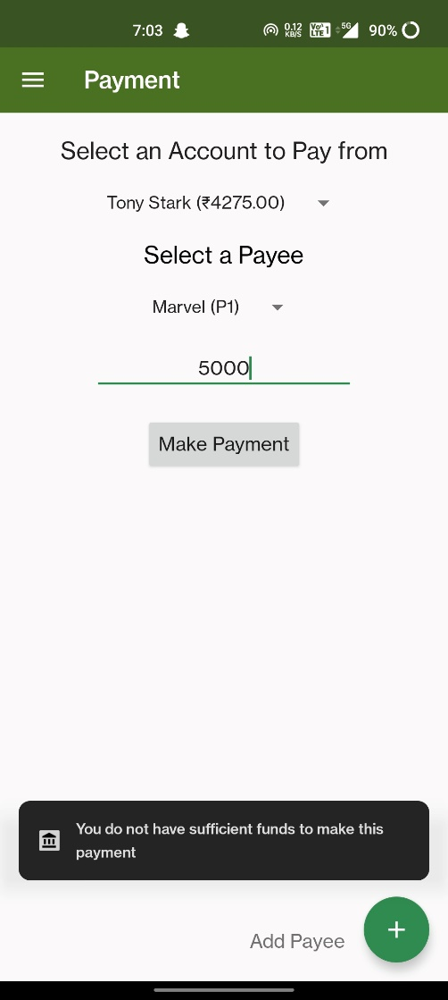 7:03 0.12 KB/S Vo LTE 1 5G 90%
Payment
Select an Account to Pay from
Tony Stark (₹4275.00)
Select a Payee
Marvel (P1)
5000
Make Payment
You do not have sufficient funds to make this
payment
Add Payee +